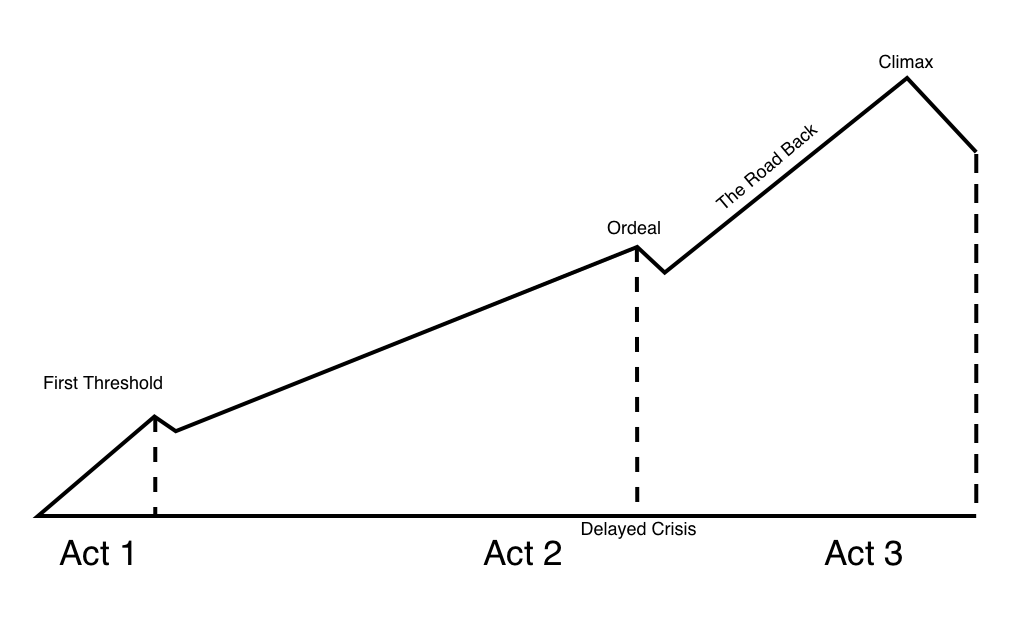 Climax
The Road Back
Ordeal
First Threshold
Delayed Crisis
Act 1
Act 2
Act 3